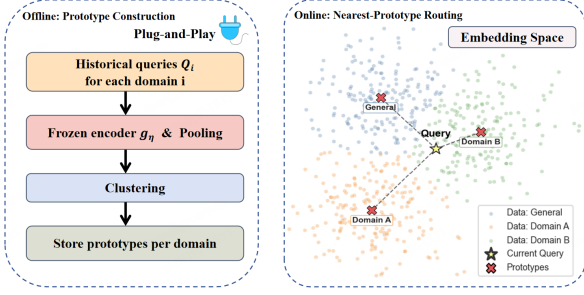 Offline: Prototype Construction
Plug-and-Play
Historical queries Qi
for each domain i
Frozen encoder gη & Pooling
Clustering
Store prototypes per domain
Online: Nearest-Prototype Routing
Embedding Space
General
Query
Domain B
Domain A
Data: General
Data: Domain A
Data: Domain B
Current Query
Prototypes